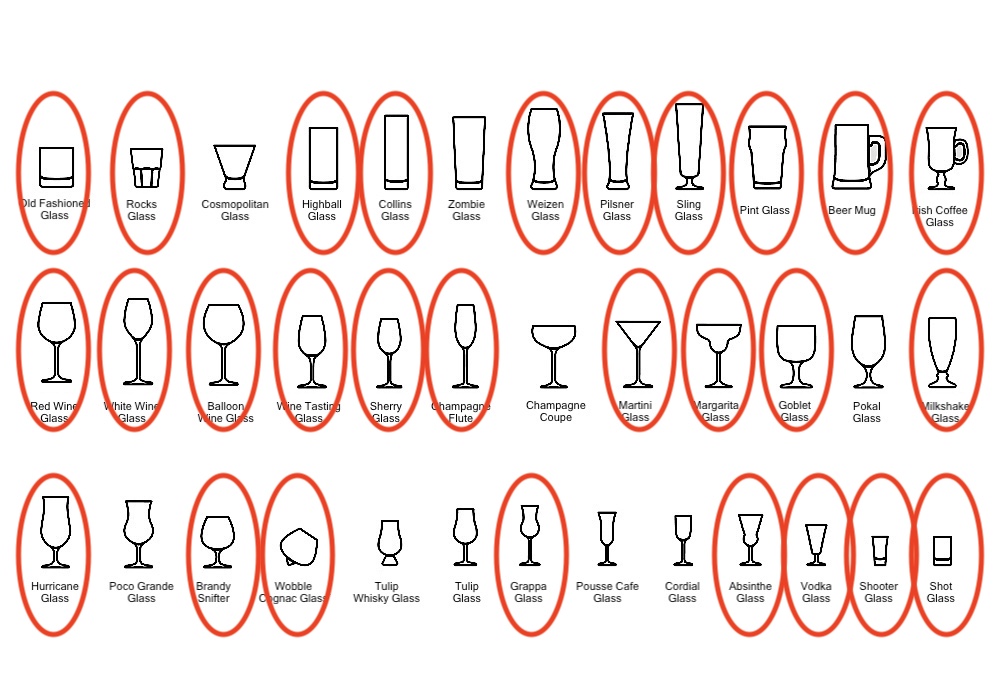 Old Fashioned Glass
Rocks Glass
Cosmopolitan Glass
Highball Glass
Collins Glass
Zombie Glass
Weizen Glass
Pilsner Glass
Sling Glass
Pint Glass
Beer Mug
Irish Coffee Glass
Red Wine Glass
White Wine Glass
Balloon Wine Glass
Wine Tasting Glass
Sherry Glass
Champagne Flute
Champagne Coupe
Martini Glass
Margarita Glass
Goblet Glass
Pokal Glass
Milkshake Glass
Hurricane Glass
Poco Grande Glass
Brandy Snifter
Wobble Cognac Glass
Tulip Whisky Glass
Tulip Glass
Grappa Glass
Pousse Cafe Glass
Cordial Glass
Absinthe Glass
Vodka Glass
Shooter Glass
Shot Glass